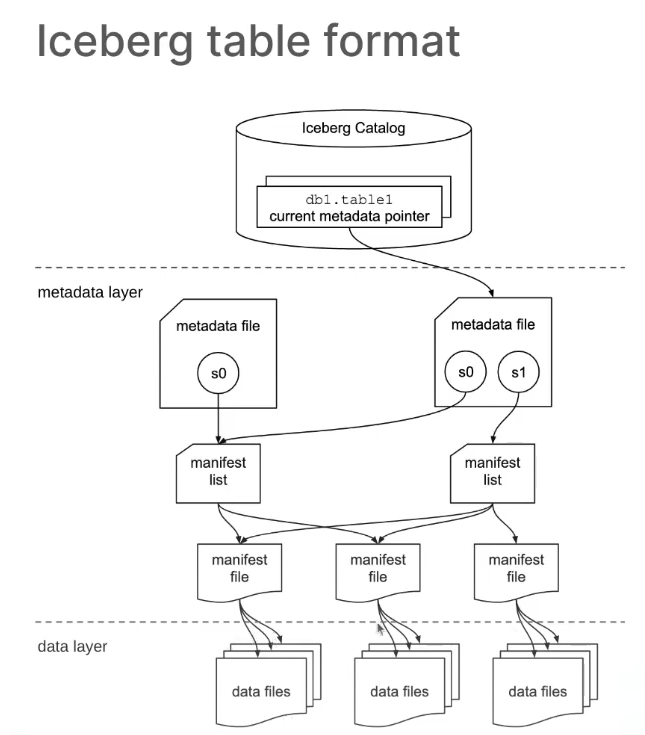 Iceberg table format
Iceberg Catalog
db1.table1
current metadata pointer
metadata layer
metadata file
s0
metadata file
s0
s1
manifest
list
manifest
list
manifest
file
manifest
file
manifest
file
data layer
data files
data files
data files